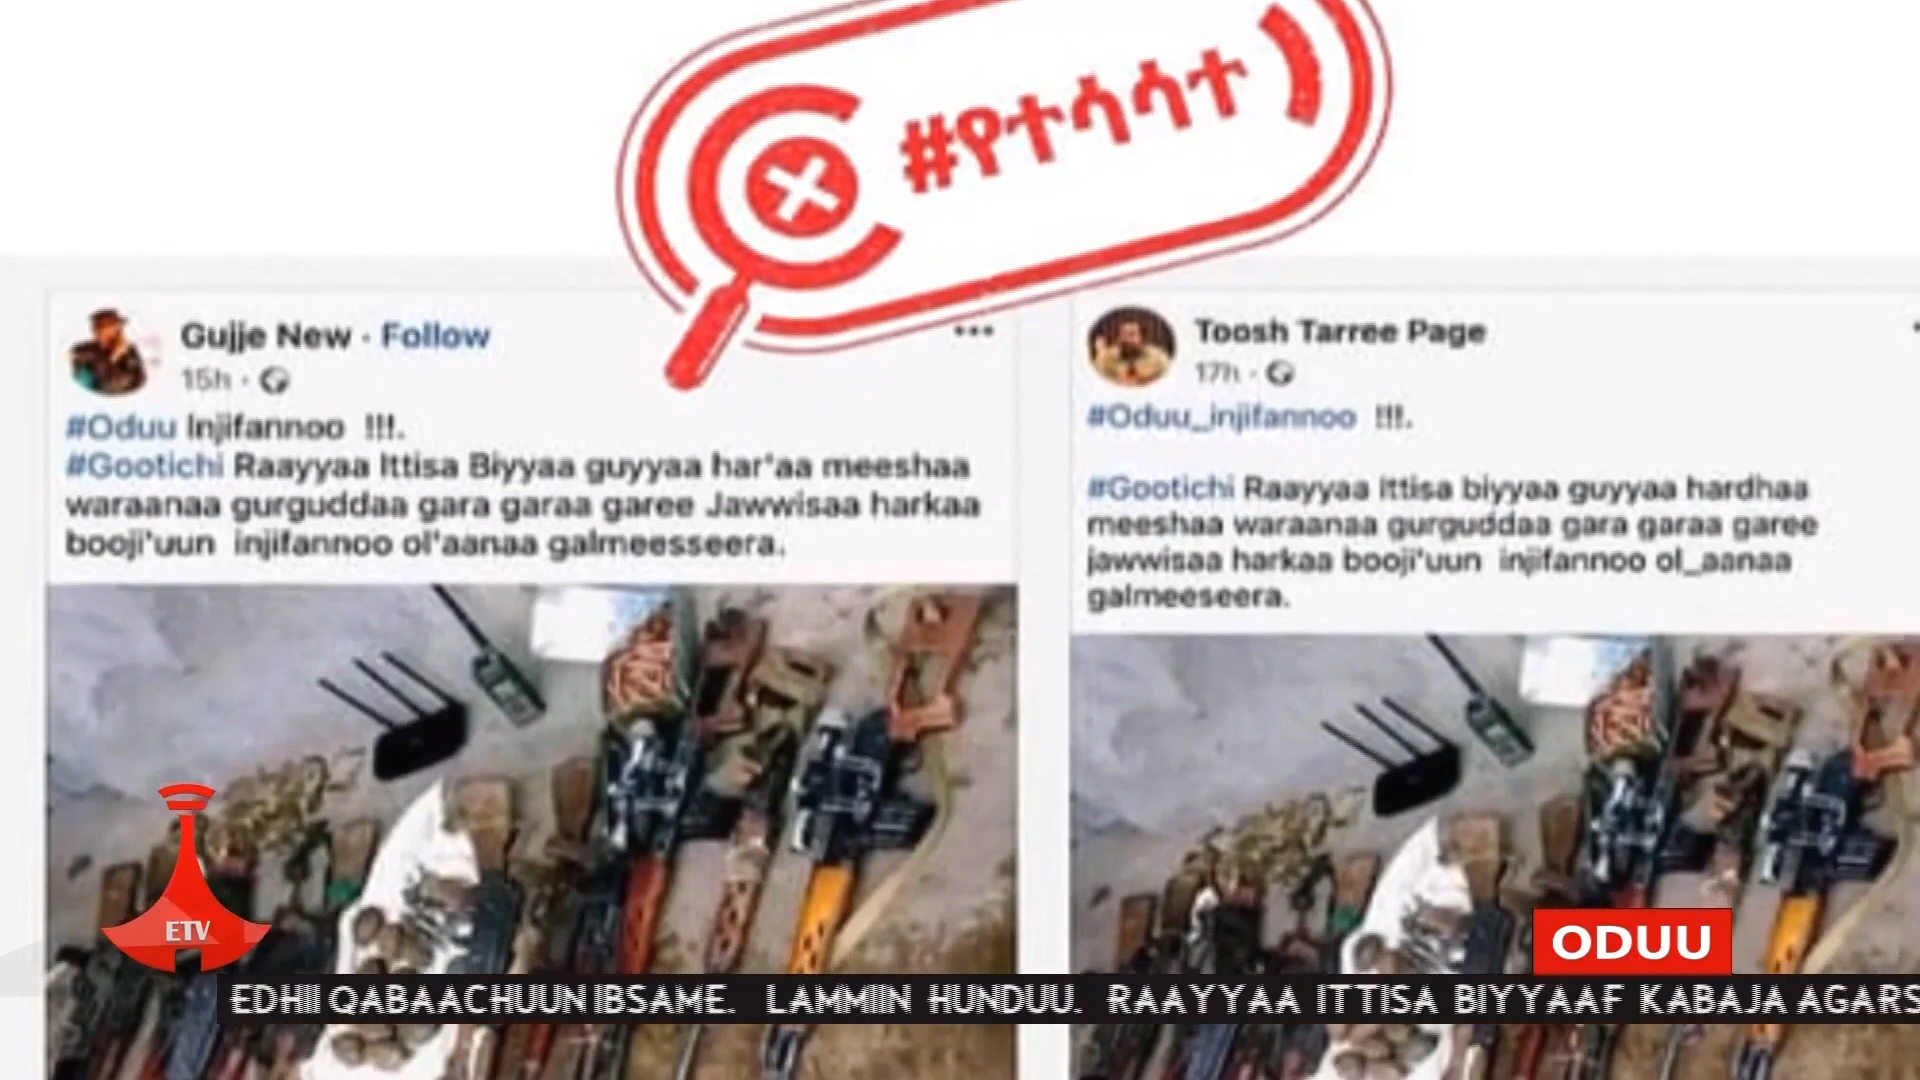 #የተሳሳተ
Gujje New · Follow
15h ·
#Oduu Injifannoo !!!.
#Gootichi Raayyaa Ittisa Biyyaa guyyaa har'aa meeshaa
waraanaa gurguddaa gara garaa garee Jawwisaa harkaa
booji'uun injifannoo ol'aanaa galmeesseera.
Toosh Tarree Page
17h ·
#Oduu_injifannoo !!!.
#Gootichi Raayyaa Ittisa biyyaa guyyaa hardhaa
meeshaa waraanaa gurguddaa gara garaa garee
jawwisaa harkaa booji'uun injifannoo ol_aanaa
galmeeseera.
ETV
ODUU
EDHII QABAACHUUN IBSAME. LAMMIIN HUNDUU. RAAYYAA ITTISA BIYYAAF KABAJA AGARS